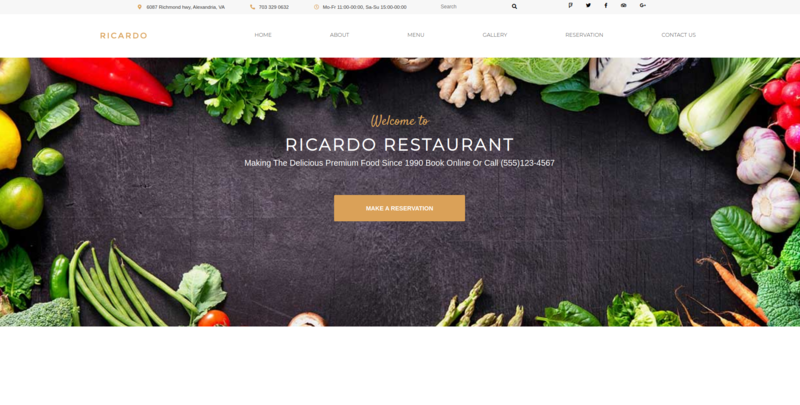 6087 Richmond hwy, Alexandria, VA
703 329 0632
Mo-Fr 11:00-00:00, Sa-Su 15:00-00:00
Search
RICARDO
HOME
ABOUT
MENU
GALLERY
RESERVATION
CONTACT US
Welcome to
RICARDO RESTAURANT
Making The Delicious Premium Food Since 1990 Book Online Or Call (555)123-4567
MAKE A RESERVATION